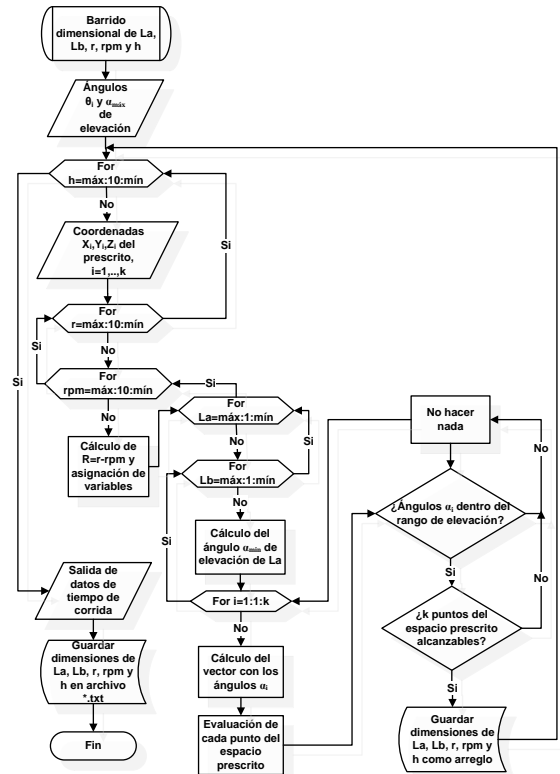 Barrido
dimensional de La,
Lb, r, rpm y h
Ángulos
θᵢ y αₘáₓ
de
elevación
For
h=máx:10:mín
No
Si
Si
Coordenadas
Xᵢ,Yᵢ,Zᵢ del
prescrito,
i=1,..,k
For
r=máx:10:mín
No
Si
For
rpm=máx:10:mín
No
Si
Cálculo de
R=r-rpm y
asignación de
variables
For
La=máx:1:mín
No
Si
For
Lb=máx:1:mín
No
Si
Cálculo del
ángulo αₘíₙ de
elevación de La
For i=1:1:k
No
Cálculo del
vector con los
ángulos αᵢ
Evaluación de
cada punto del
espacio
prescrito
No hacer
nada
¿Ángulos αᵢ dentro del
rango de elevación?
No
Si
¿k puntos del
espacio prescrito
alcanzables?
No
Si
Guardar
dimensiones de
La, Lb, r, rpm y
h como arreglo
Salida de
datos de
tiempo de
corrida
Guardar
dimensiones de
La, Lb, r, rpm y
h en archivo
*.txt
Fin